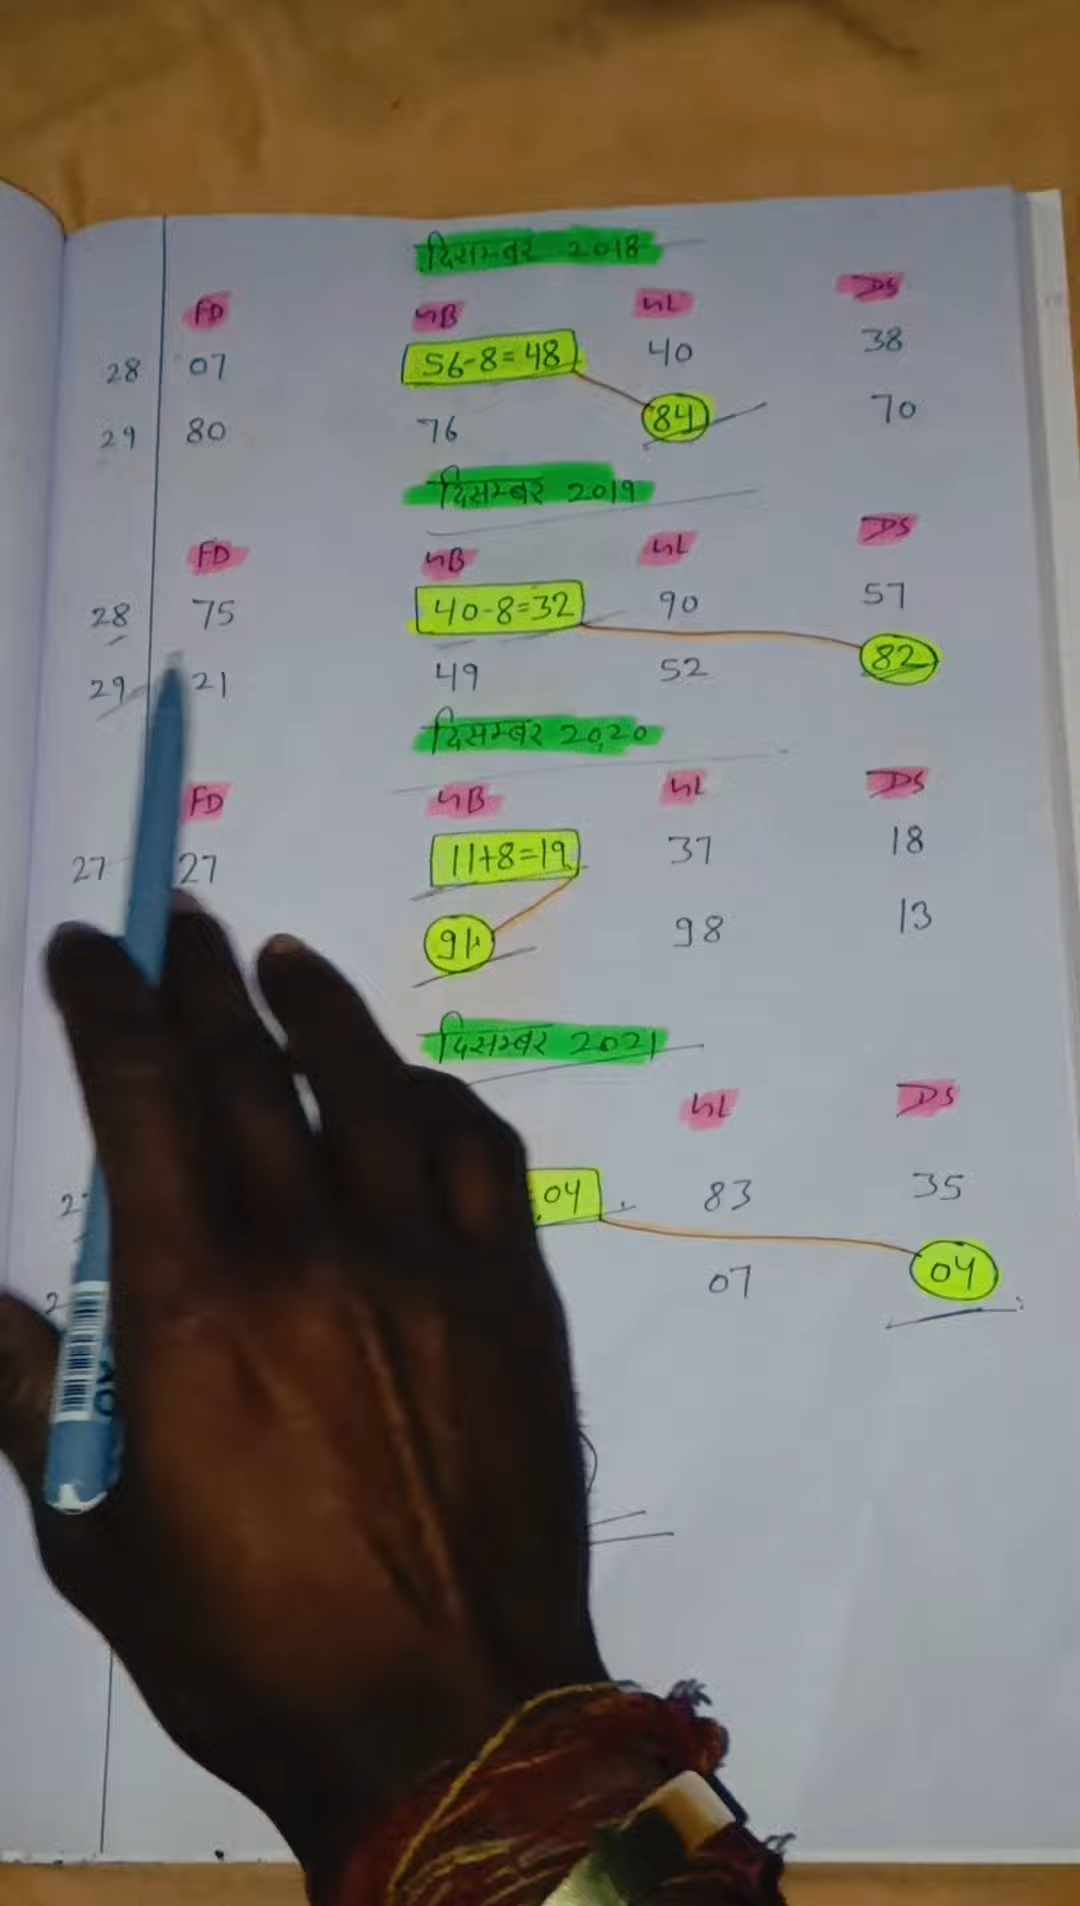 दिसम्बर 2018
FD GB GL DS
28 07 56-8=48 40 38
29 80 76 84 70
दिसम्बर 2019
FD GB GL DS
28 75 40-8=32 90 57
29 21 49 52 82
दिसम्बर 2020
FD GB GL DS
27 27 11+8=19 37 18
91 98 13
दिसम्बर 2021
GL DS
04 83 35
07 04